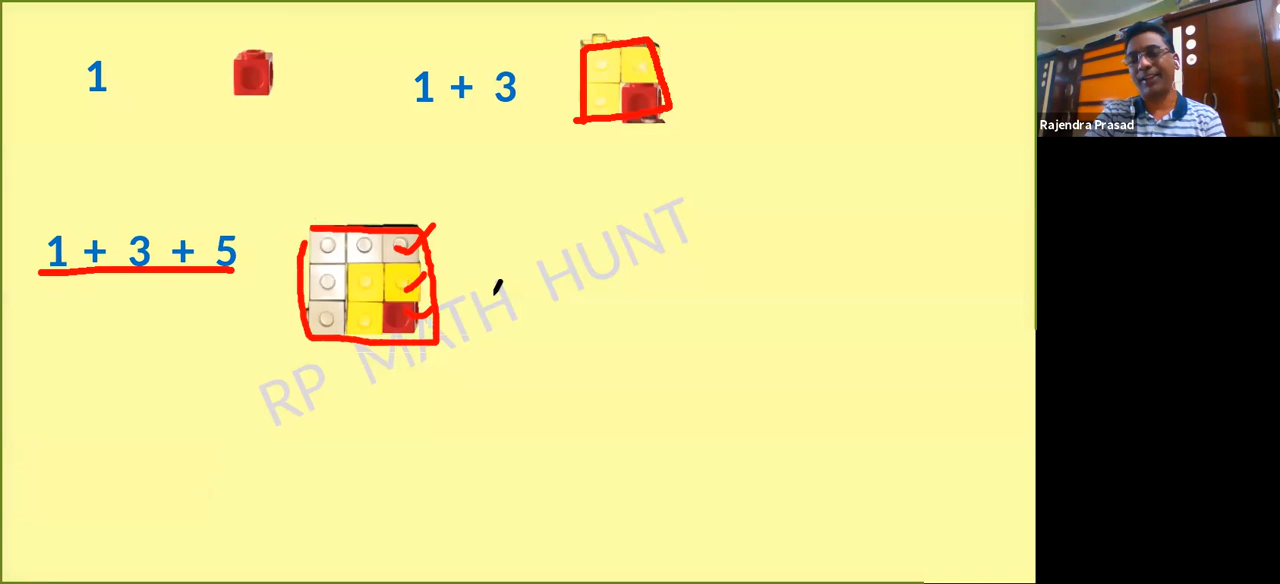 1
1 + 3
Rajendra Prasad
1 + 3 + 5
RP MATH HUNT